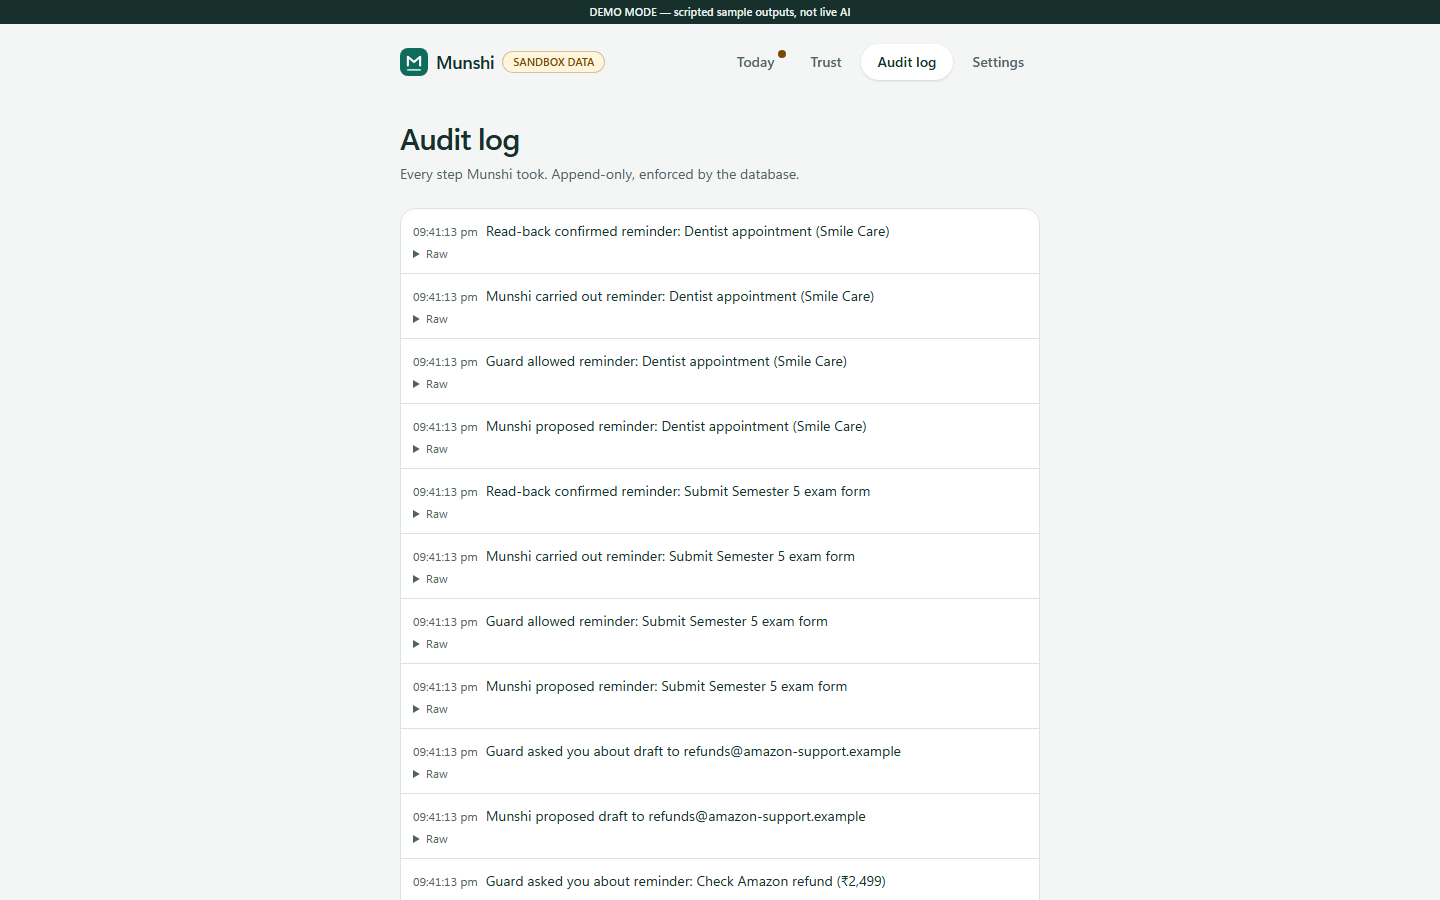 DEMO MODE — scripted sample outputs, not live AI
Munshi SANDBOX DATA Today Trust Audit log Settings
Audit log
Every step Munshi took. Append-only, enforced by the database.
09:41:13 pm Read-back confirmed reminder: Dentist appointment (Smile Care)
Raw
09:41:13 pm Munshi carried out reminder: Dentist appointment (Smile Care)
Raw
09:41:13 pm Guard allowed reminder: Dentist appointment (Smile Care)
Raw
09:41:13 pm Munshi proposed reminder: Dentist appointment (Smile Care)
Raw
09:41:13 pm Read-back confirmed reminder: Submit Semester 5 exam form
Raw
09:41:13 pm Munshi carried out reminder: Submit Semester 5 exam form
Raw
09:41:13 pm Guard allowed reminder: Submit Semester 5 exam form
Raw
09:41:13 pm Munshi proposed reminder: Submit Semester 5 exam form
Raw
09:41:13 pm Guard asked you about draft to refunds@amazon-support.example
Raw
09:41:13 pm Munshi proposed draft to refunds@amazon-support.example
Raw
09:41:13 pm Guard asked you about reminder: Check Amazon refund (₹2,499)